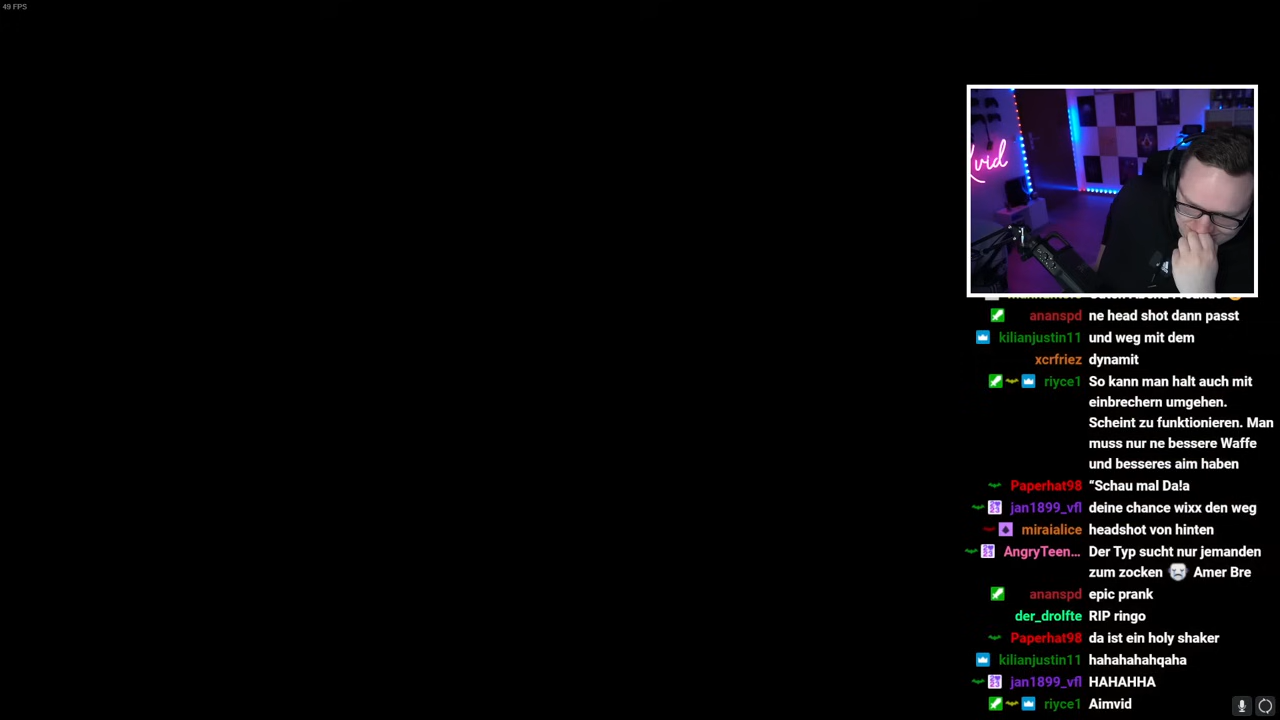 49 FPS
vid
ananspd ne head shot dann passt
kilianjustin11 und weg mit dem
xcrfriez dynamit
riyce1 So kann man halt auch mit
einbrechern umgehen.
Scheint zu funktionieren. Man
muss nur ne bessere Waffe
und besseres aim haben
Paperhat98 “Schau mal Da!a
jan1899_vfl deine chance wixx den weg
miraialice headshot von hinten
AngryTeen... Der Typ sucht nur jemanden
zum zocken Amer Bre
ananspd epic prank
der_drolfte RIP ringo
Paperhat98 da ist ein holy shaker
kilianjustin11 hahahahahqaha
jan1899_vfl HAHAHHA
riyce1 Aimvid